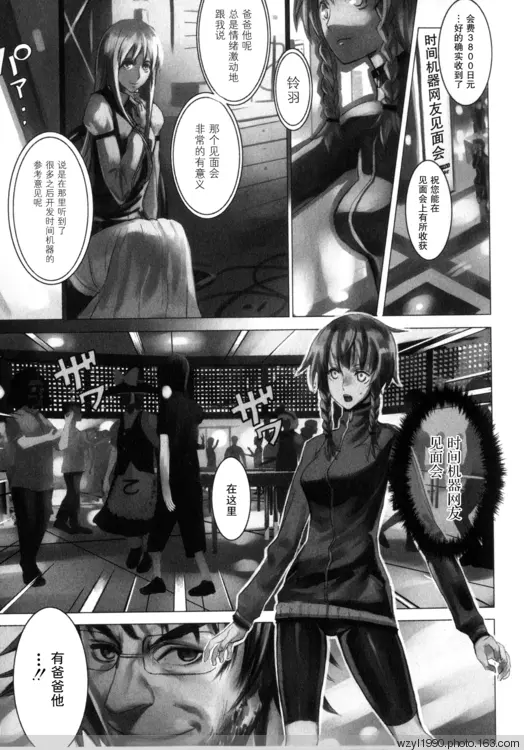 会费3800日元
…好的确实收到了
时间机器网友见面会
祝您能在
见面会上有所收获
铃羽
爸爸他呢
总是情绪激动地
跟我说
那个见面会
非常的有意义
说是在那里听到了
很多之后开发时间机器的
参考意见呢
パァ…
时间机器网友
见面会
ザワ
ザワ
在这里
有爸爸他
…!!
www.wzyl1990.photo.163.com